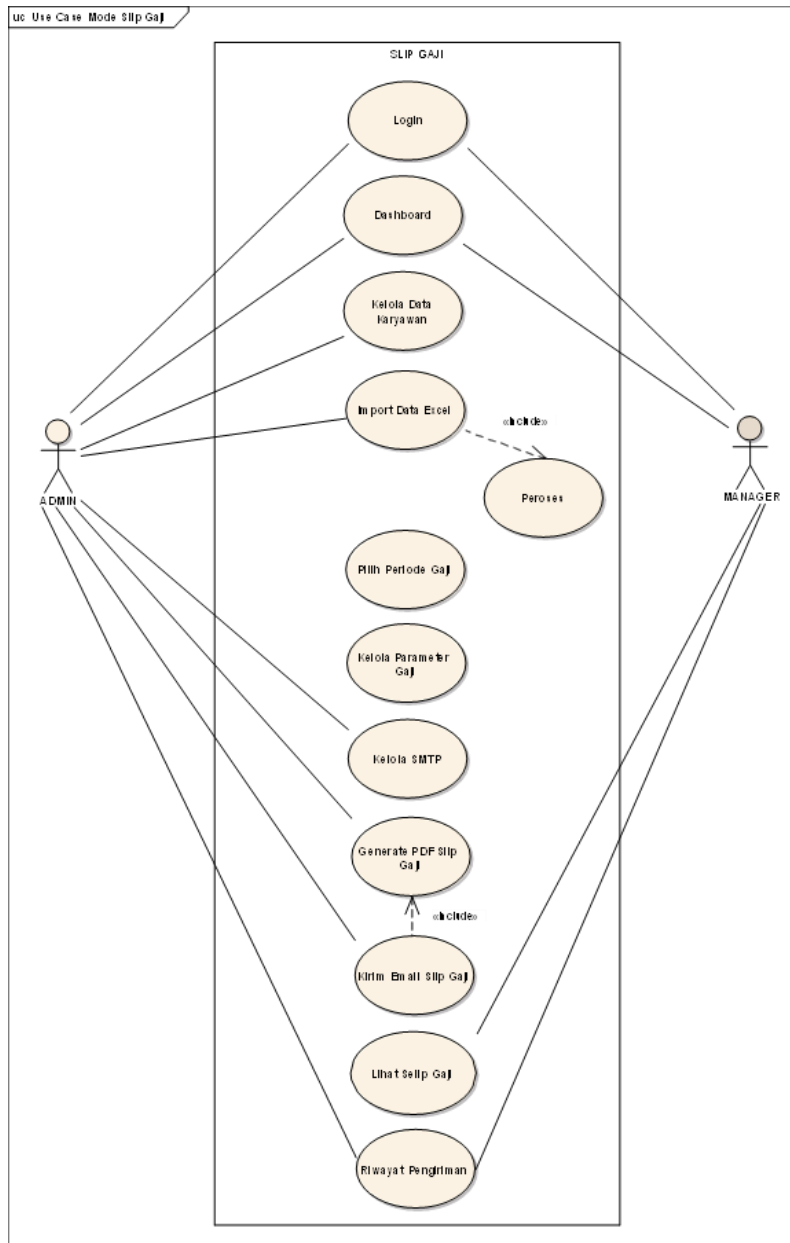 uc Use Case Mode Slip Gaji
SLIP GAJI
Login
Dashboard
Kelola Data
Karyawan
Import Data Excel
«include»
Peroses
ADMIN
MANAGER
Pilih Periode Gaji
Kelola Parameter
Gaji
Kelola SMTP
Generate PDF Slip
Gaji
«include»
Kirim Email Slip Gaji
Lihat Selip Gaji
Riwayat Pengiriman